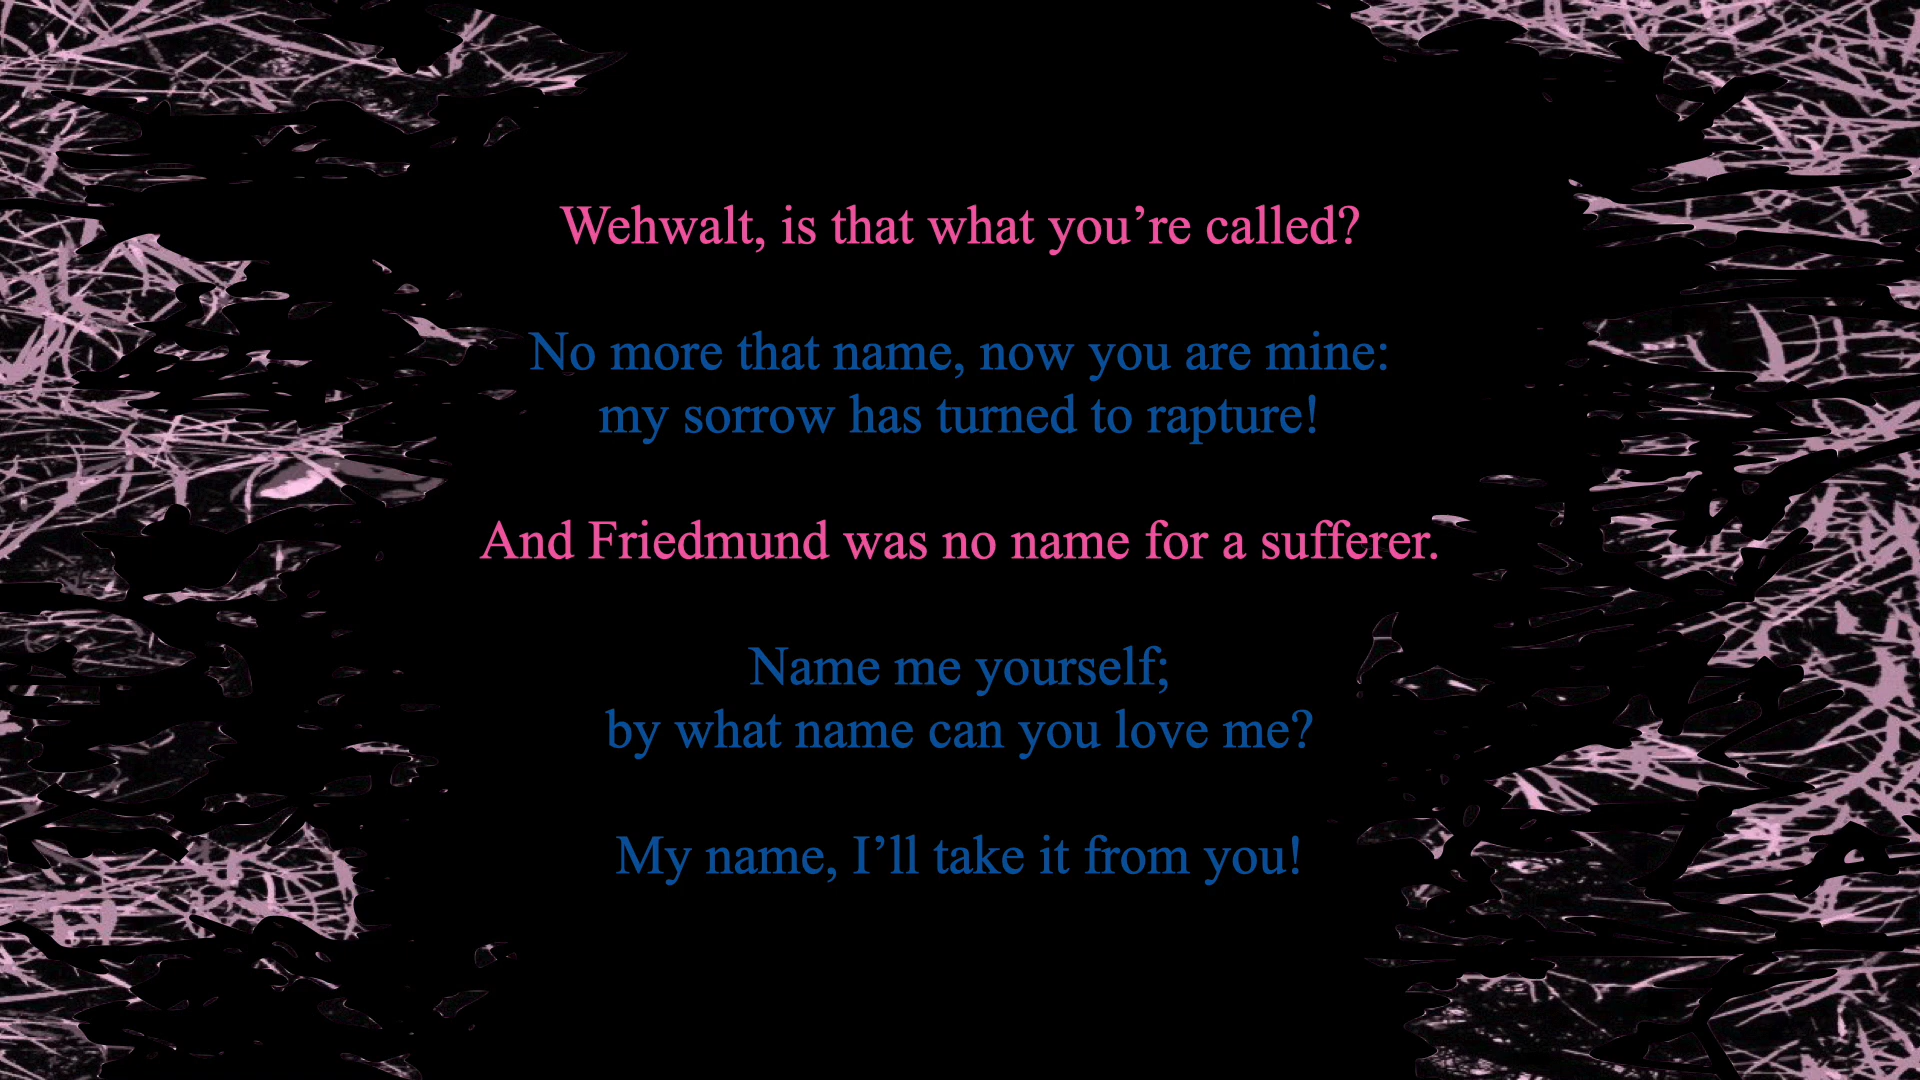 Wehwalt, is that what you’re called?
No more that name, now you are mine:
my sorrow has turned to rapture!
And Friedmund was no name for a sufferer.
Name me yourself;
by what name can you love me?
My name, I’ll take it from you!